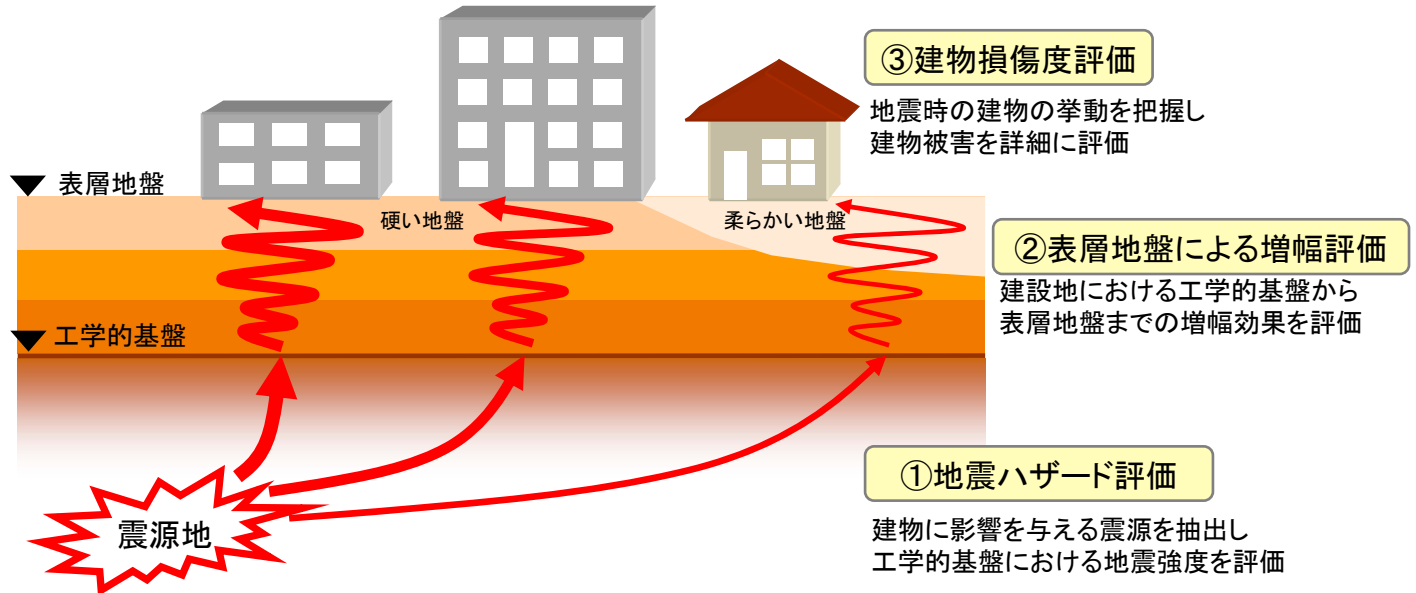 ③建物損傷度評価
地震時の建物の挙動を把握し
建物被害を詳細に評価
表層地盤
硬い地盤
柔らかい地盤
②表層地盤による増幅評価
建設地における工学的基盤から
表層地盤までの増幅効果を評価
工学的基盤
①地震ハザード評価
建物に影響を与える震源を抽出し
工学的基盤における地震強度を評価
震源地